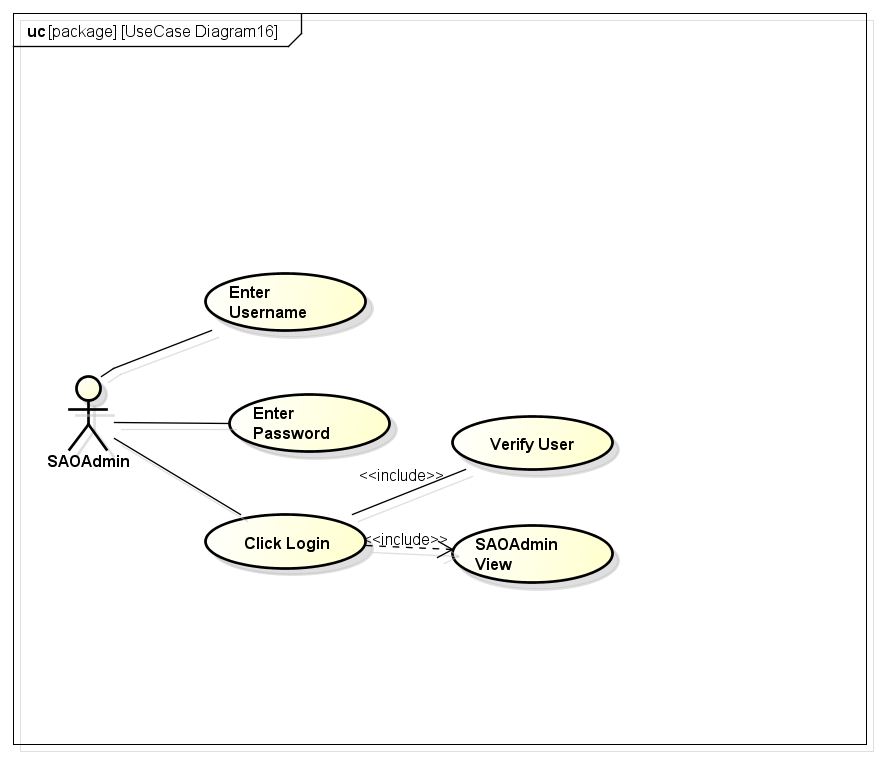 uc [package] [UseCase Diagram16]
Enter
Username
Enter
Password
SAOAdmin
Verify User
<<include>>
Click Login
<<include>>
SAOAdmin
View